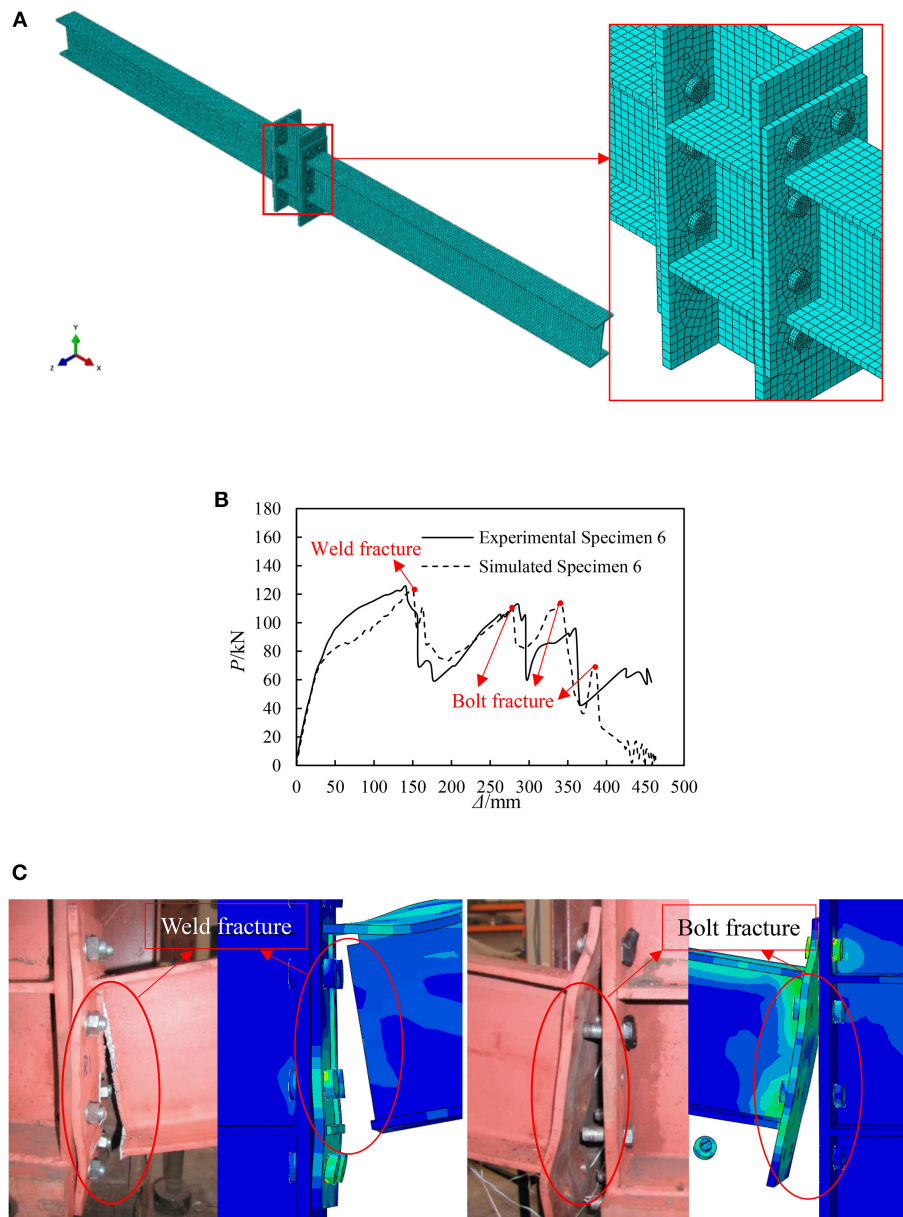 A
Y
Z
X
B
180
160
140
120
100
80
60
40
20
0
P/kN
Experimental Specimen 6
Simulated Specimen 6
Weld fracture
Bolt fracture
0 50 100 150 200 250 300 350 400 450 500
Δ/mm
C
Weld fracture
Bolt fracture